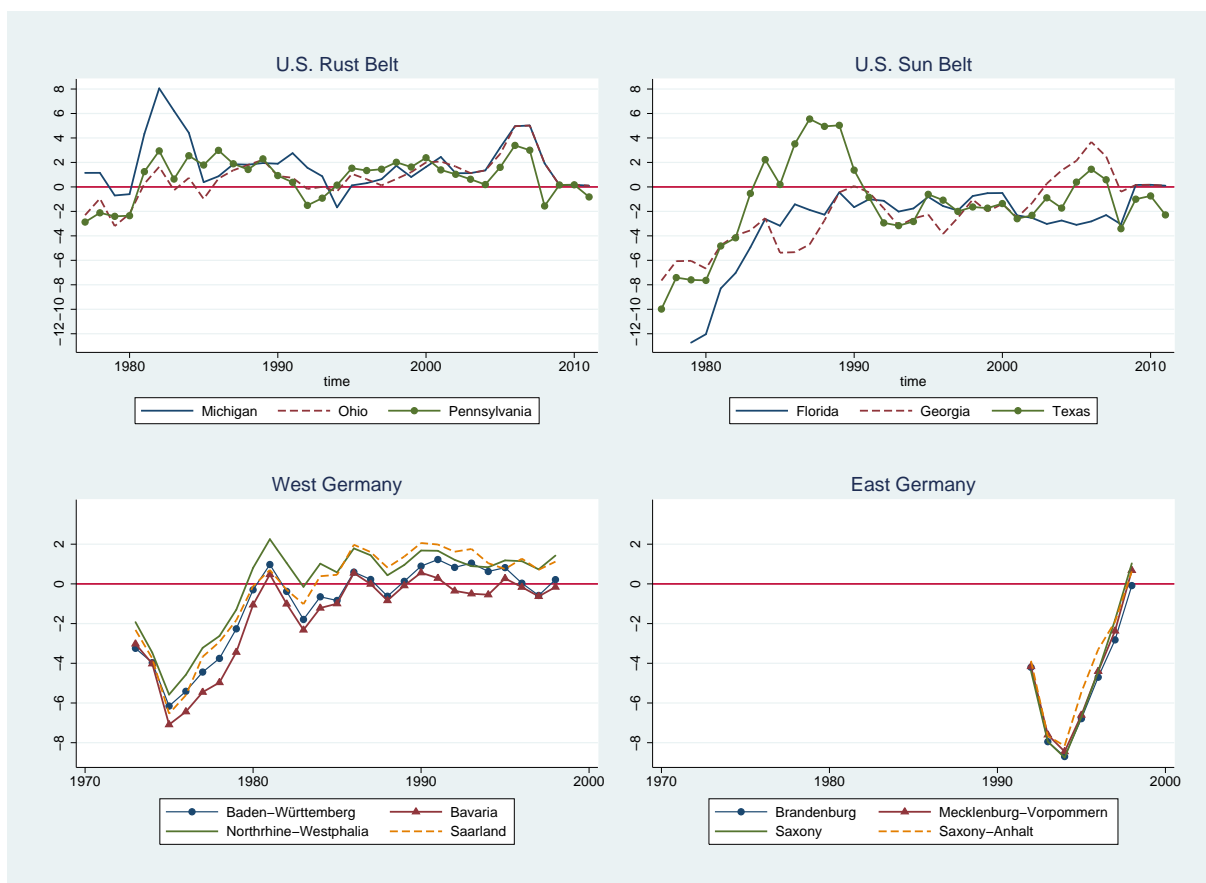 U.S. Rust Belt
8
6
4
2
0
−2
−4
−6
−8
−12−10
1980 1990 2000 2010
time
Michigan Ohio Pennsylvania
U.S. Sun Belt
8
6
4
2
0
−2
−4
−6
−8
−12−10
1980 1990 2000 2010
time
Florida Georgia Texas
West Germany
2
0
−2
−4
−6
−8
1970 1980 1990 2000
Baden−Württemberg Bavaria
Northrhine−Westphalia Saarland
East Germany
2
0
−2
−4
−6
−8
1970 1980 1990 2000
Brandenburg Mecklenburg−Vorpommern
Saxony Saxony−Anhalt